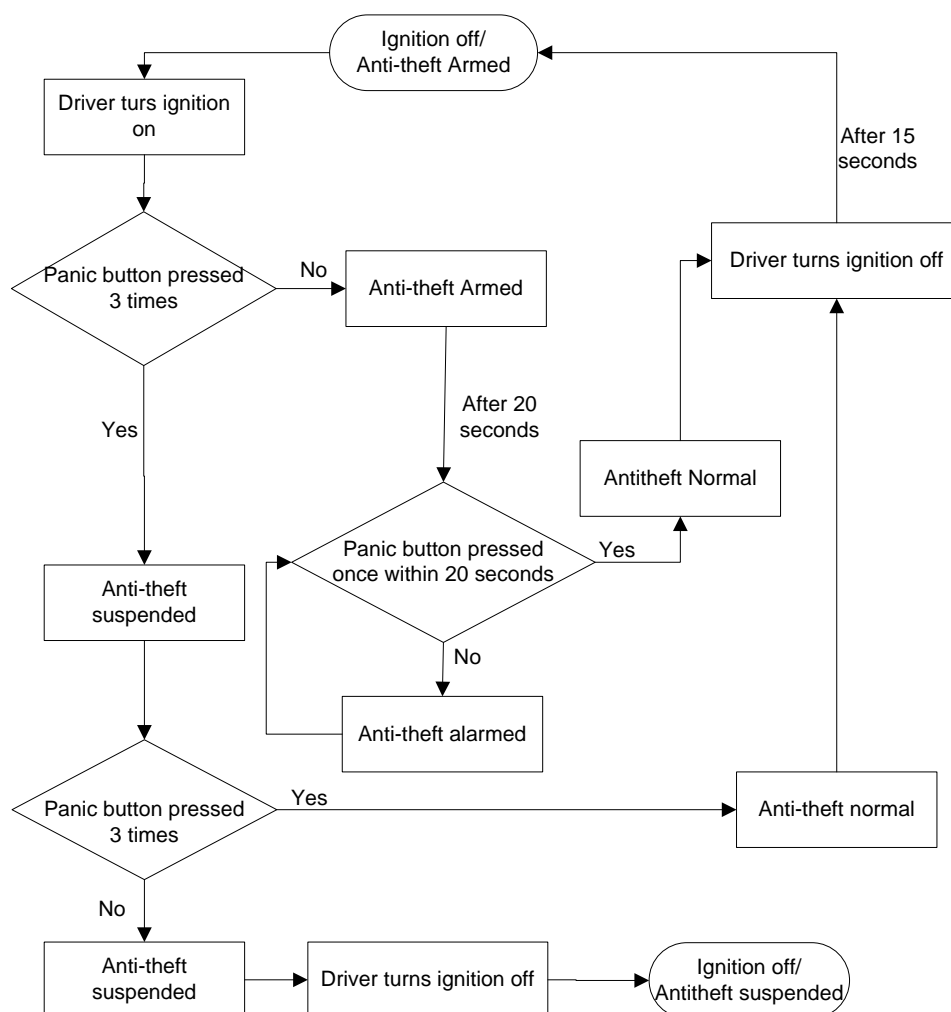 Ignition off/
Anti-theft Armed
Driver turs ignition
on
After 15
seconds
Panic button pressed
3 times
No
Anti-theft Armed
Driver turns ignition off
Yes
After 20
seconds
Antitheft Normal
Panic button pressed
once within 20 seconds
Yes
Anti-theft
suspended
No
Anti-theft alarmed
Panic button pressed
3 times
Yes
Anti-theft normal
No
Anti-theft
suspended
Driver turns ignition off
Ignition off/
Antitheft suspended